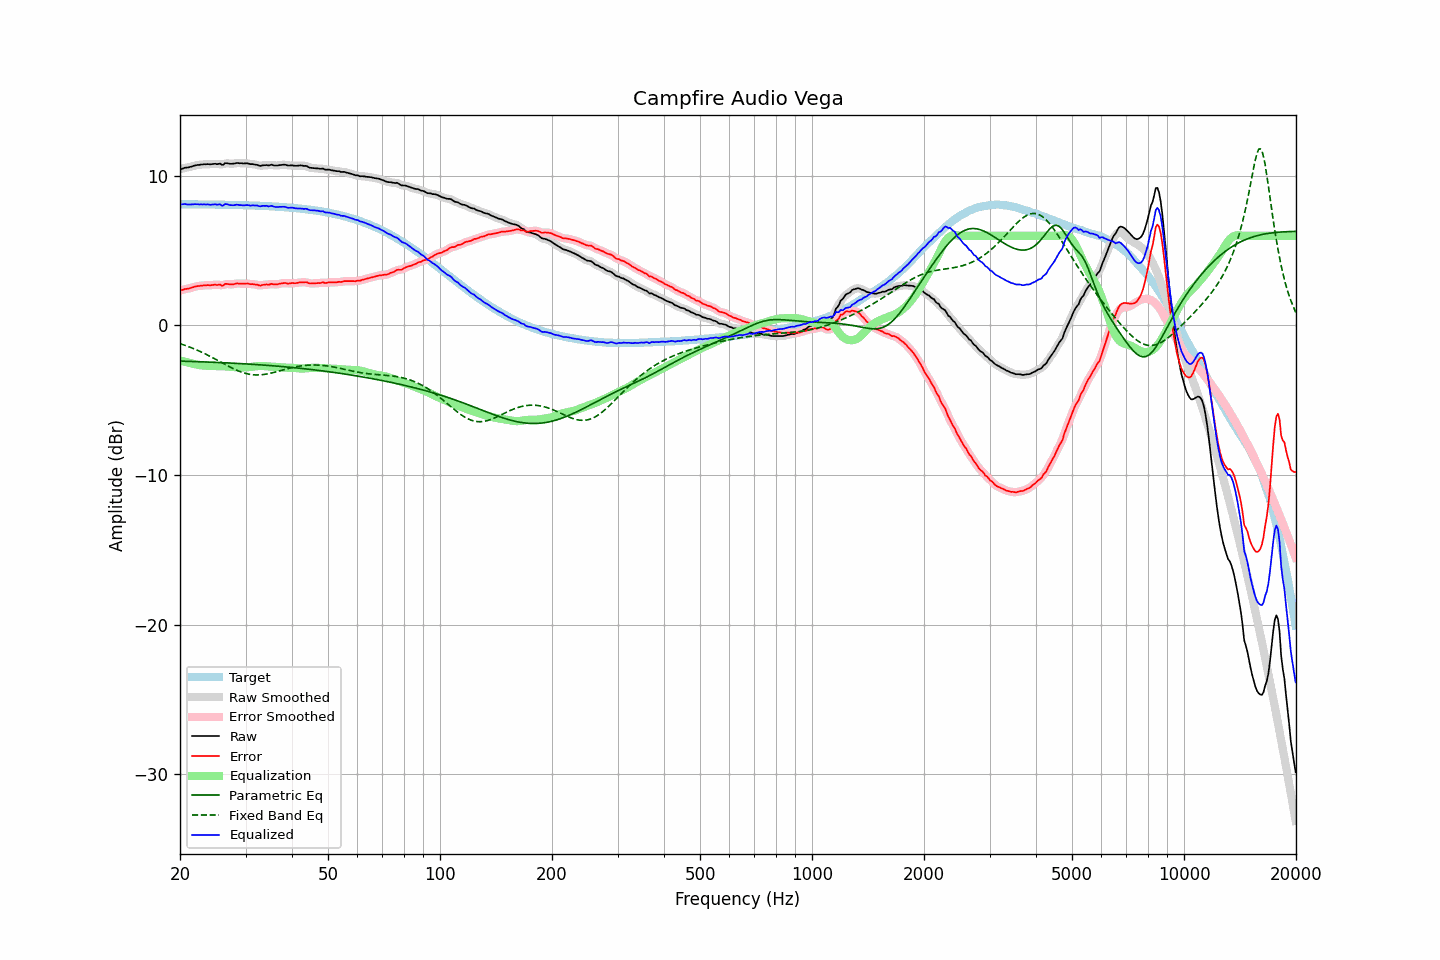 Campfire Audio Vega
10
0
−10
−20
−30
Amplitude (dBr)
Target
Raw Smoothed
Error Smoothed
Raw
Error
Equalization
Parametric Eq
Fixed Band Eq
Equalized
20 50 100 200 500 1000 2000 5000 10000 20000
Frequency (Hz)